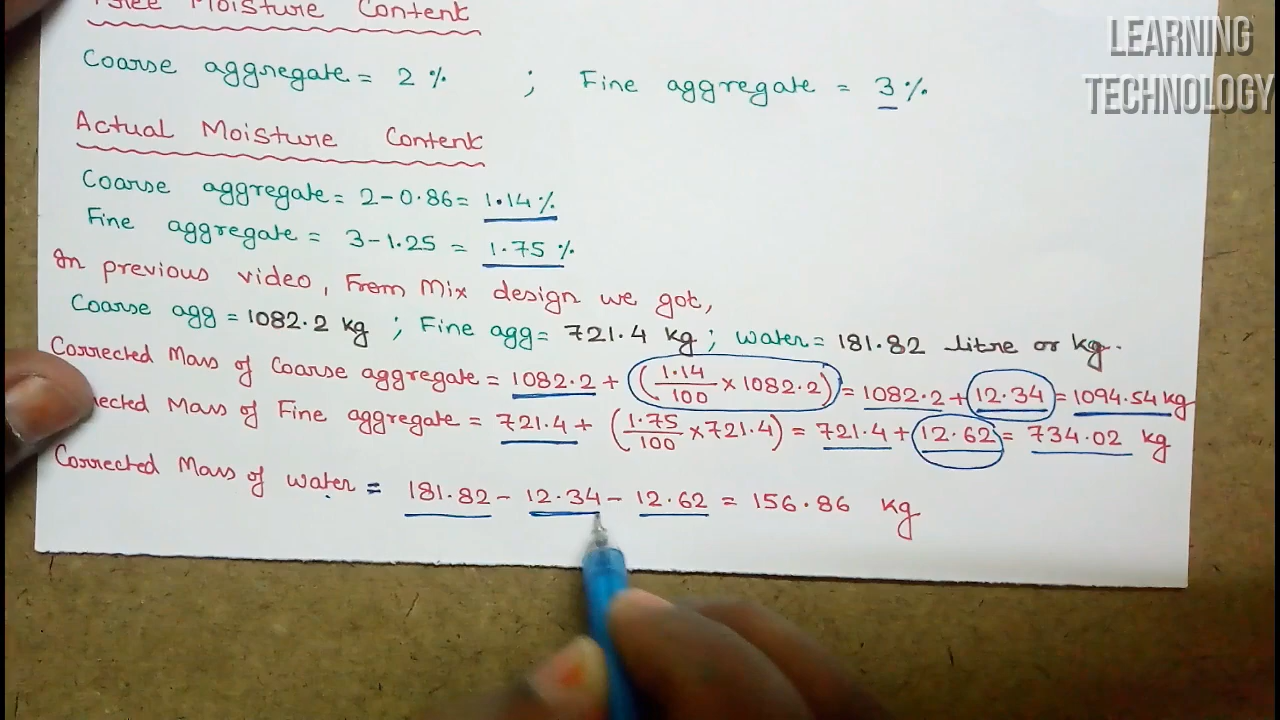 Free Moisture Content
Coarse aggregate = 2 % ; Fine aggregate = 3 %
Actual Moisture Content
Coarse aggregate = 2-0.86 = 1.14 %
Fine aggregate = 3-1.25 = 1.75 %
In previous video, From Mix design we got,
Coarse agg = 1082.2 kg ; Fine agg = 721.4 kg ; water = 181.82 litre or kg.
Corrected Mass of Coarse aggregate = 1082.2 + (1.14/100 × 1082.2) = 1082.2 + 12.34 = 1094.54 kg
rected Mass of Fine aggregate = 721.4 + (1.75/100 × 721.4) = 721.4 + 12.62 = 734.02 kg
Corrected Mass of water = 181.82 - 12.34 - 12.62 = 156.86 kg
LEARNING
TECHNOLOGY